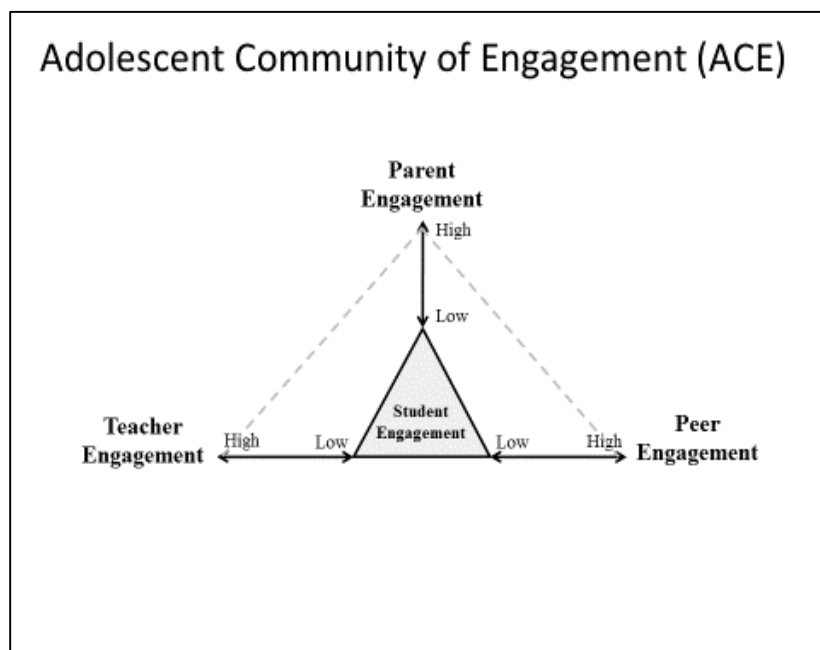 Adolescent Community of Engagement (ACE)
Parent
Engagement
High
Low
Student
Engagement
Teacher
Engagement
High
Low
Low
High
Peer
Engagement